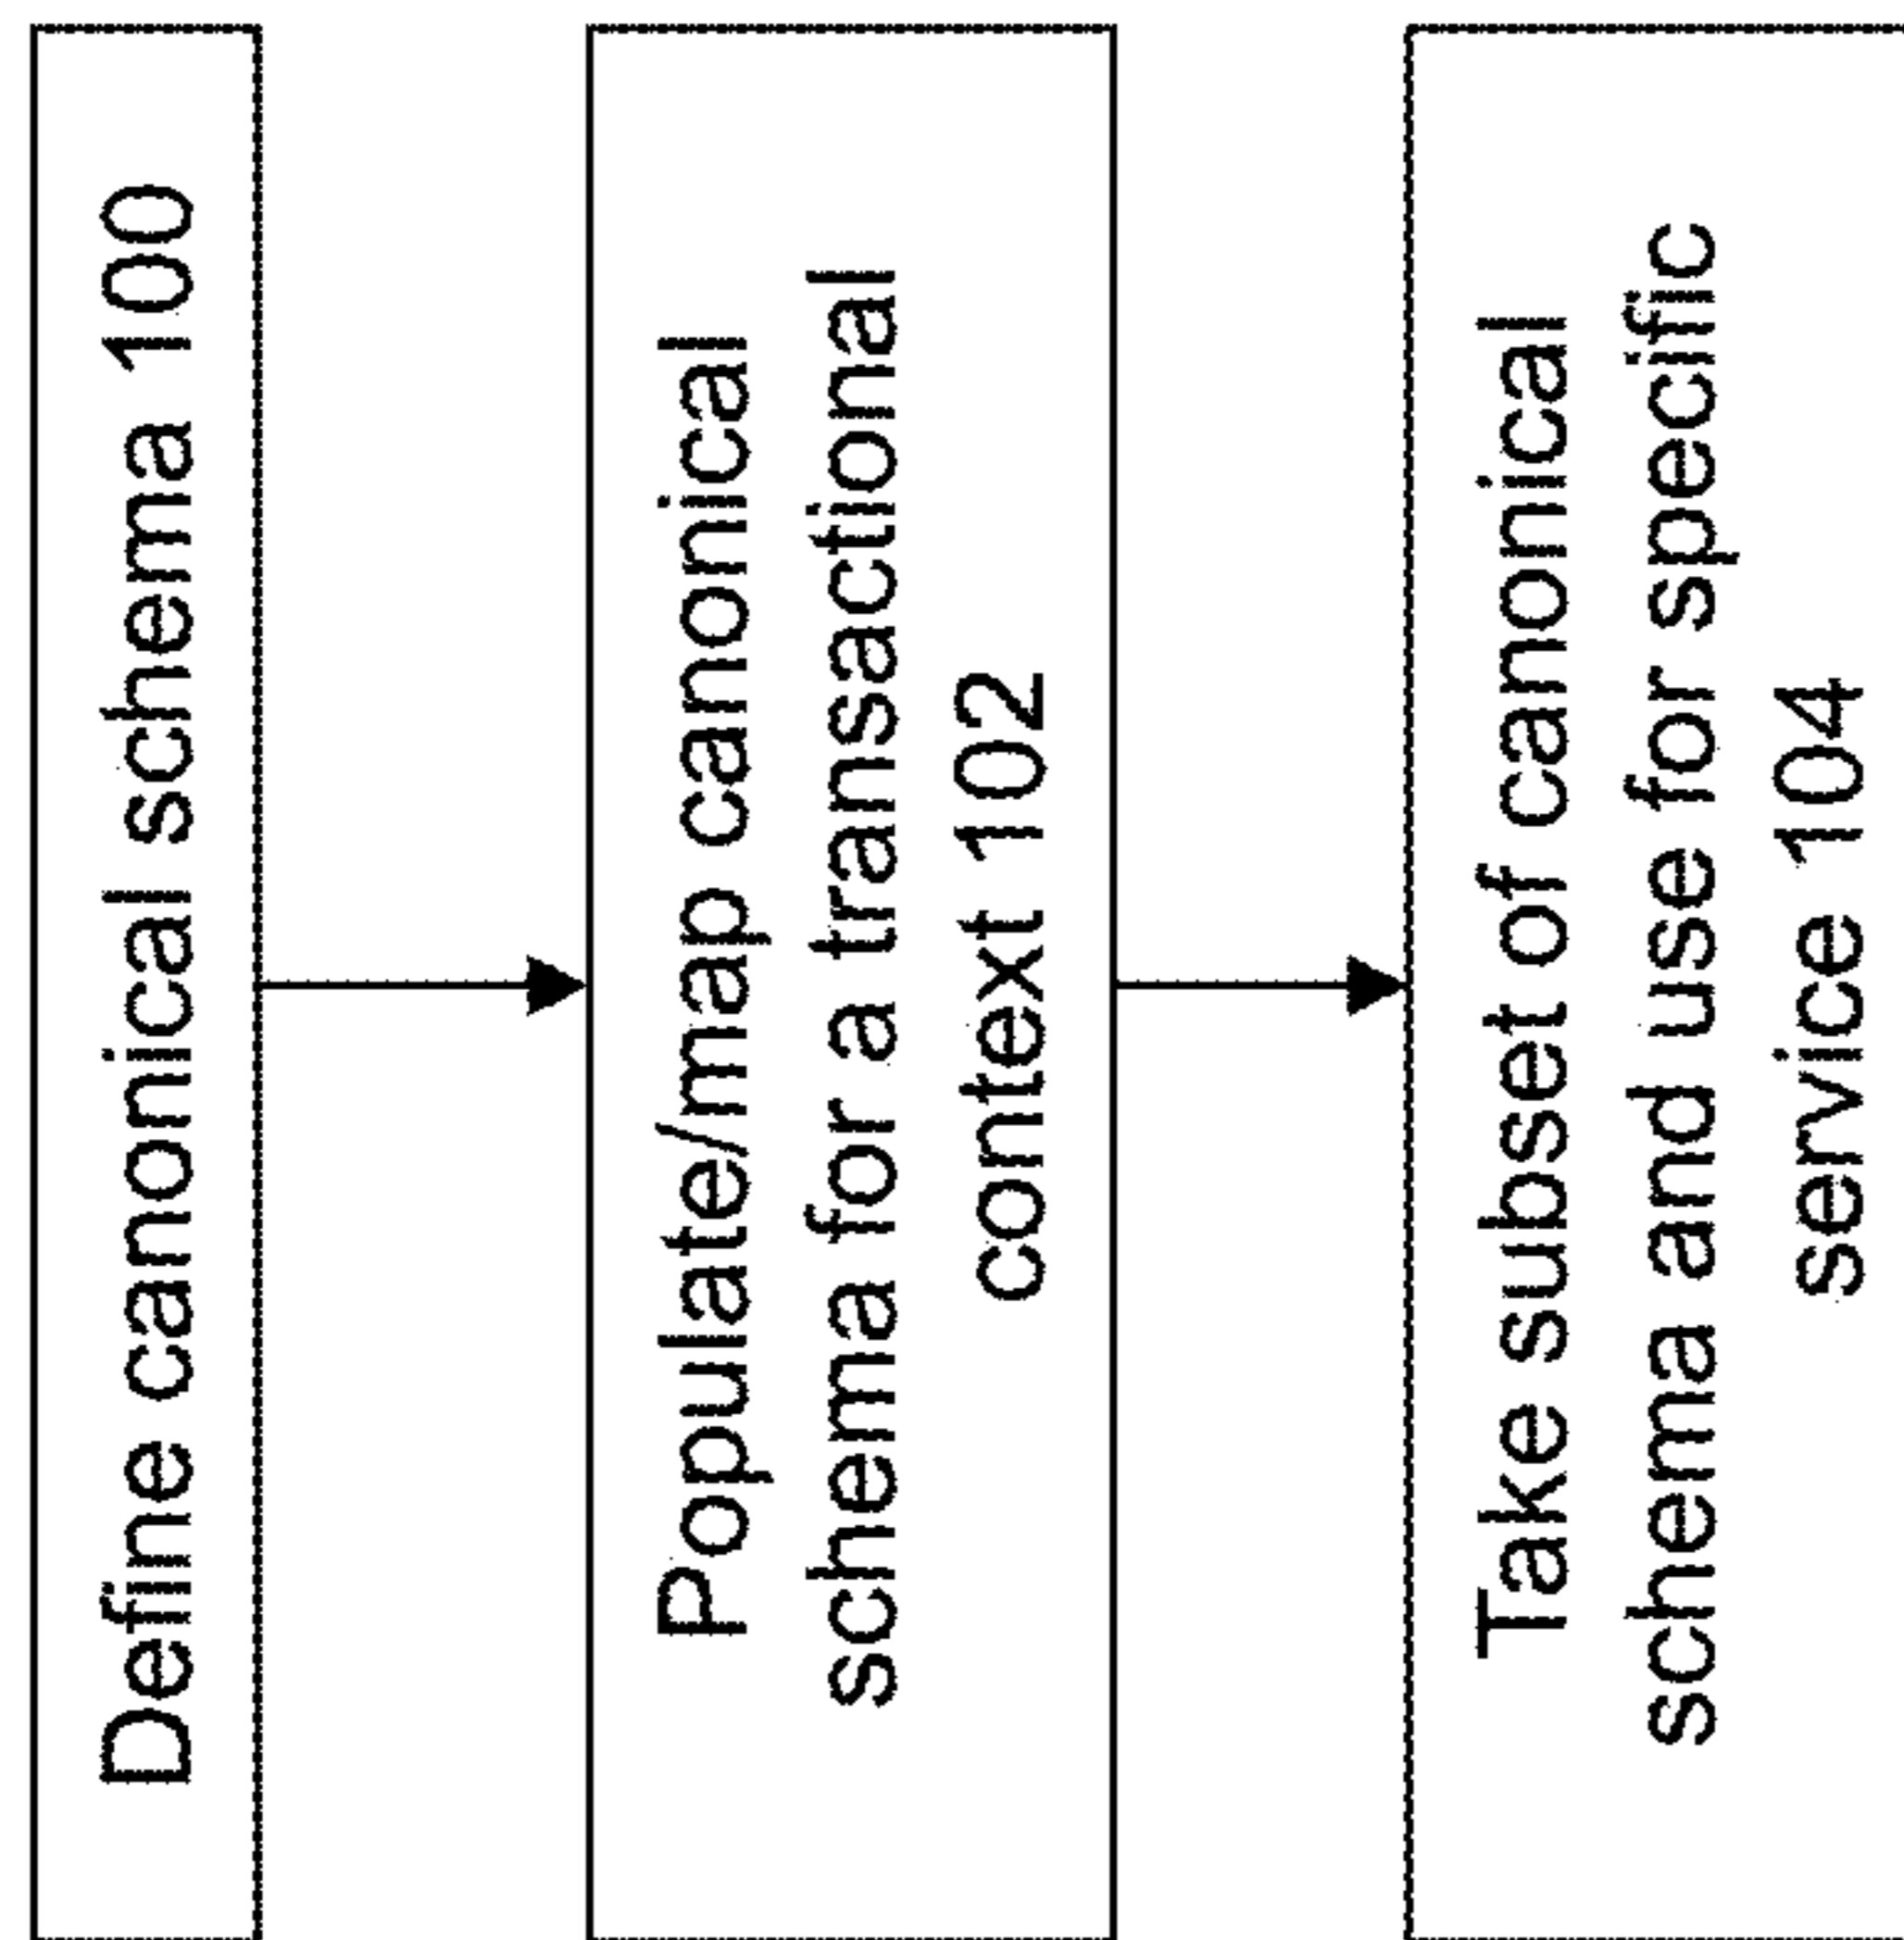 Define canonical schema 100
Populate/map canonical
schema for a transactional
context 102
Take subset of canonical
schema and use for specific
service 104